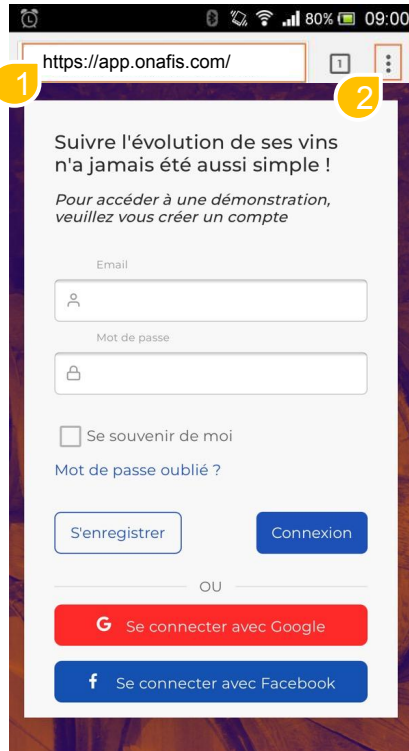 80% 09:00
https://app.onafis.com/ 1
1 2
Suivre l'évolution de ses vins
n'a jamais été aussi simple !
Pour accéder à une démonstration,
veuillez vous créer un compte
Email
Mot de passe
Se souvenir de moi
Mot de passe oublié ?
S'enregistrer Connexion
OU
G Se connecter avec Google
f Se connecter avec Facebook